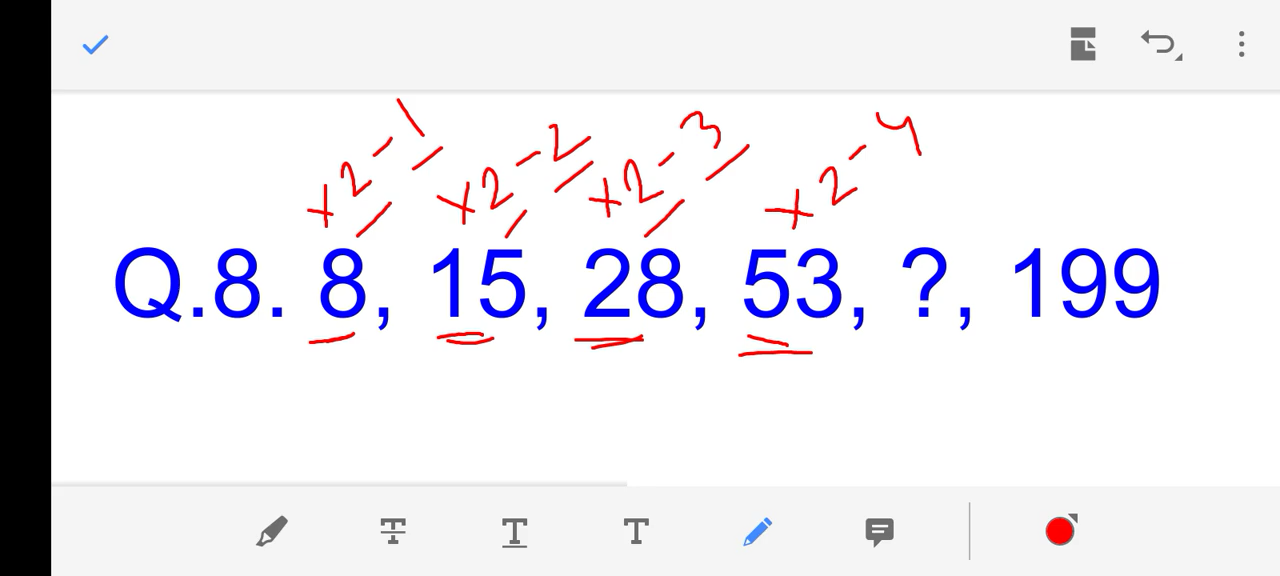 ×2-1 ×2-2 ×2-3 ×2-4
Q.8. 8, 15, 28, 53, ?, 199
T T T